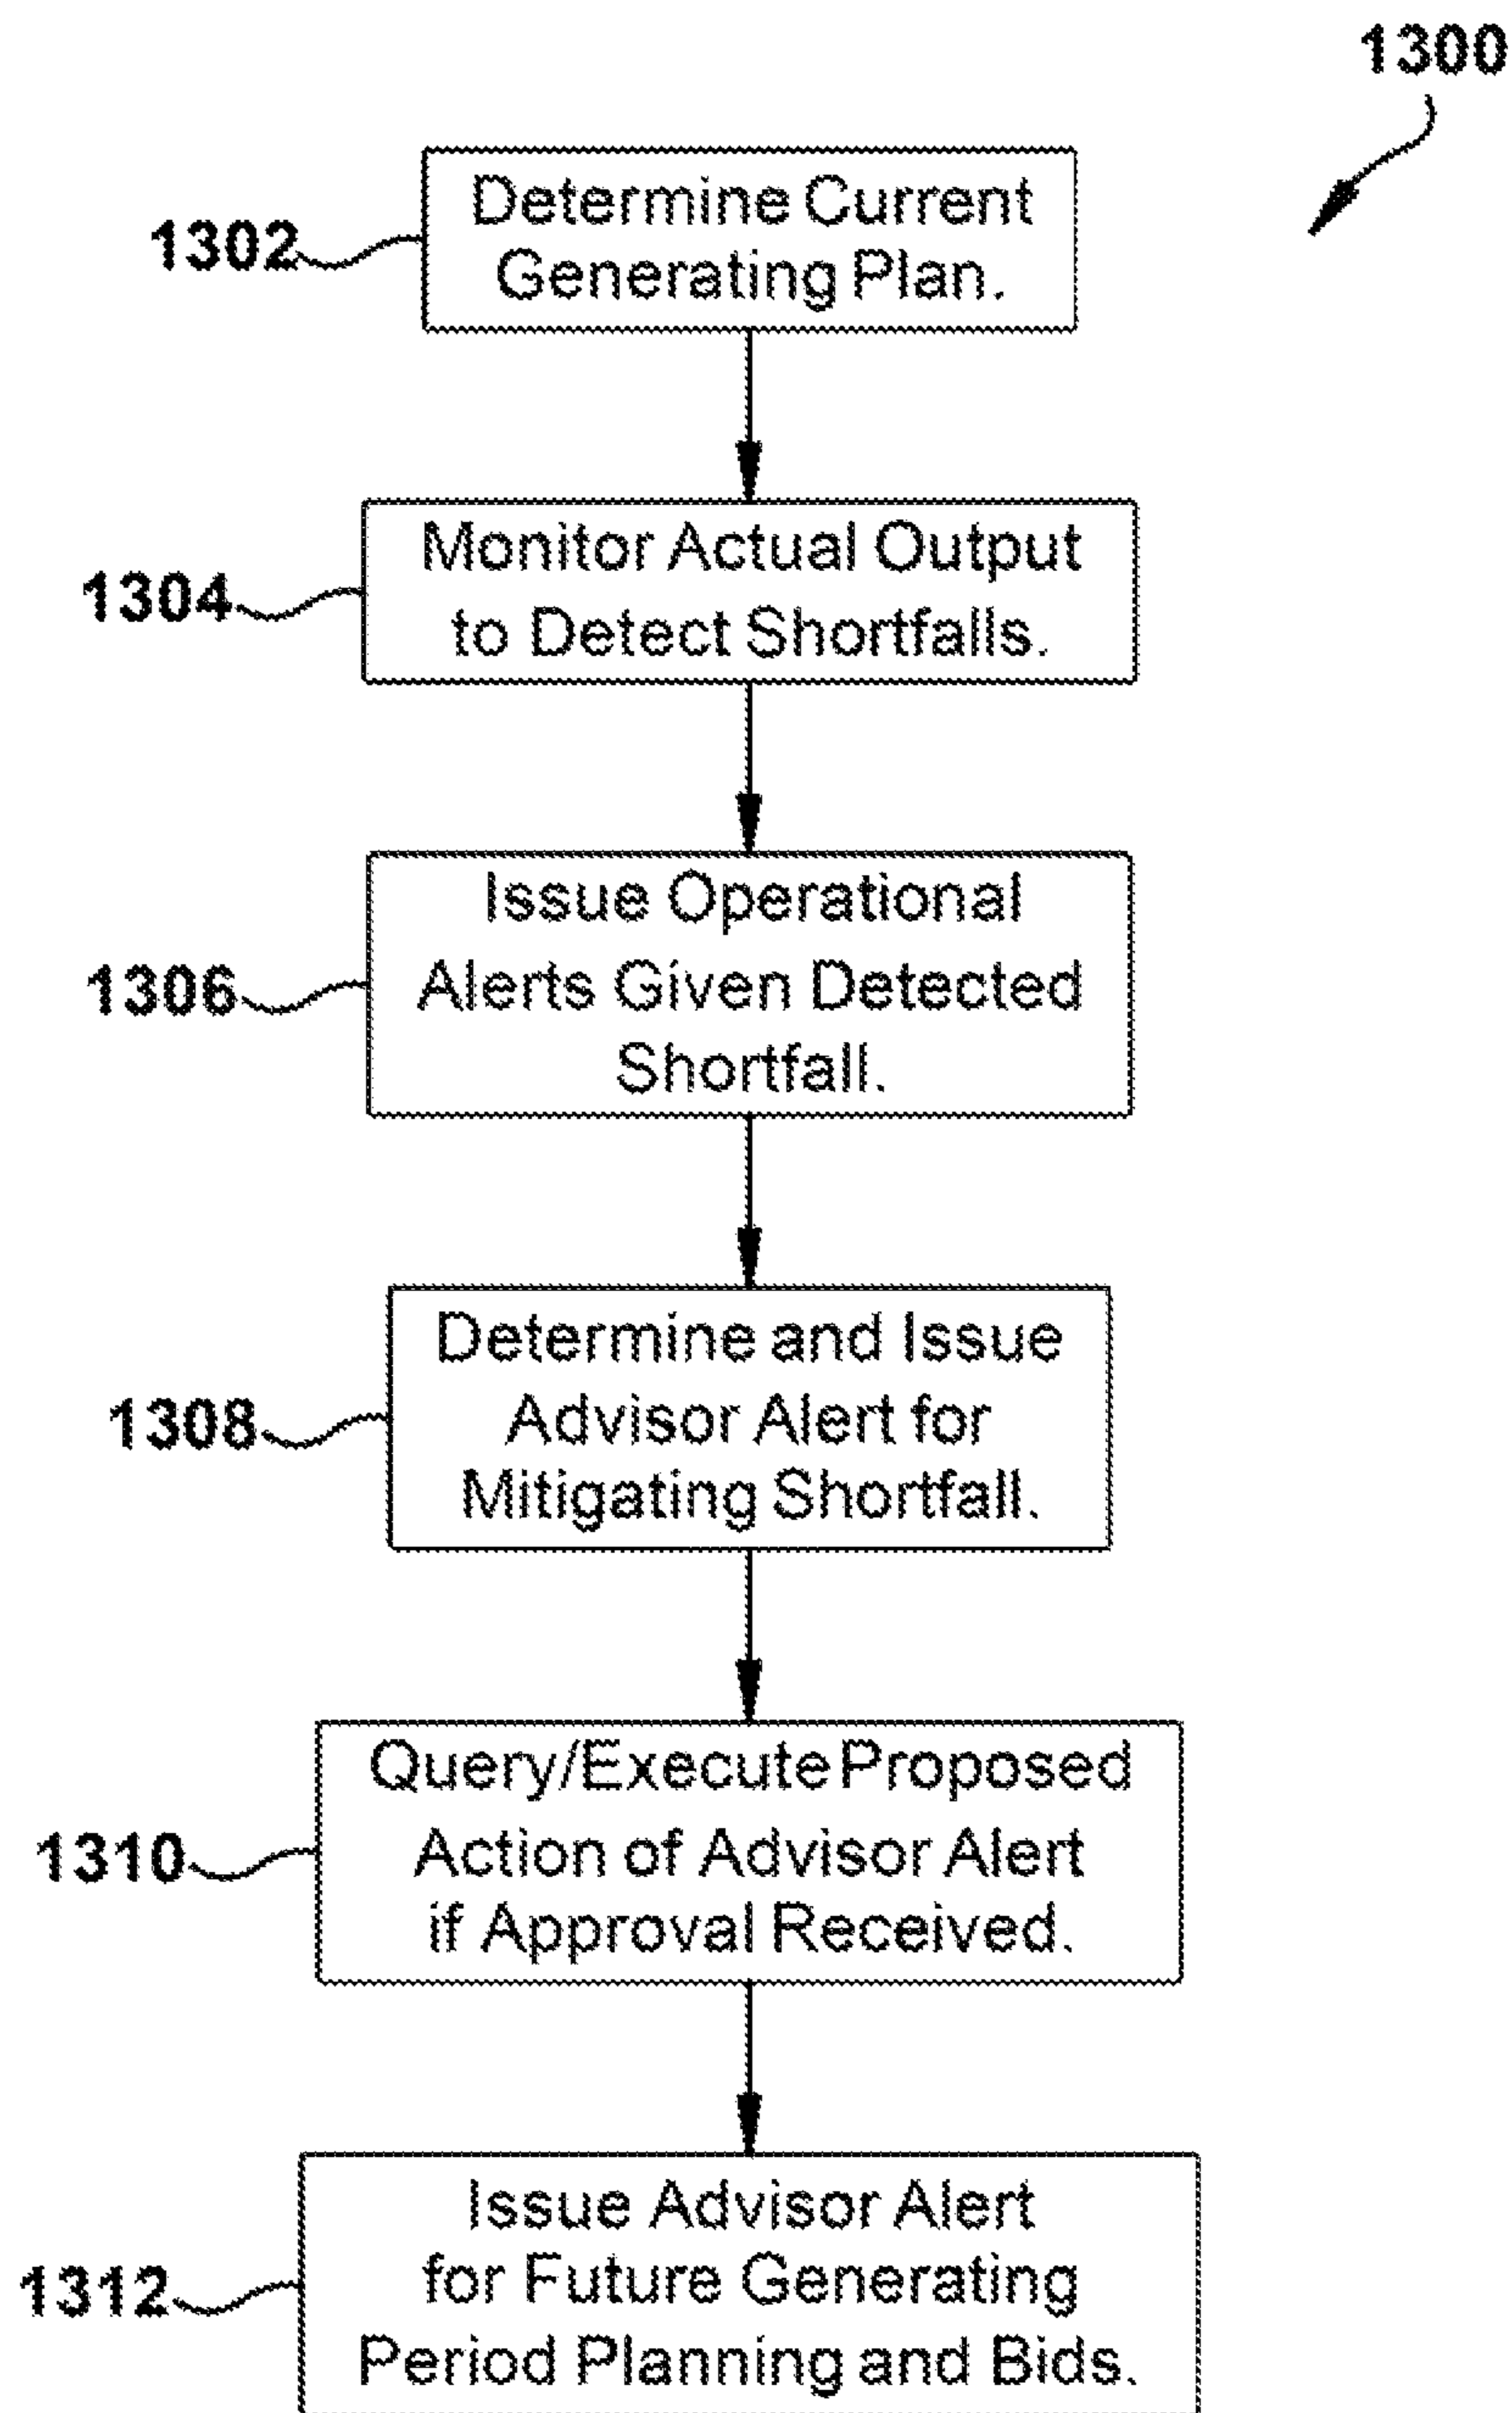 1300
1302
Determine Current
Generating Plan.
1304
Monitor Actual Output
to Detect Shortfalls.
1306
Issue Operational
Alerts Given Detected
Shortfall.
1308
Determine and Issue
Advisor Alert for
Mitigating Shortfall.
1310
Query/Execute Proposed
Action of Advisor Alert
if Approval Received.
1312
Issue Advisor Alert
for Future Generating
Period Planning and Bids.